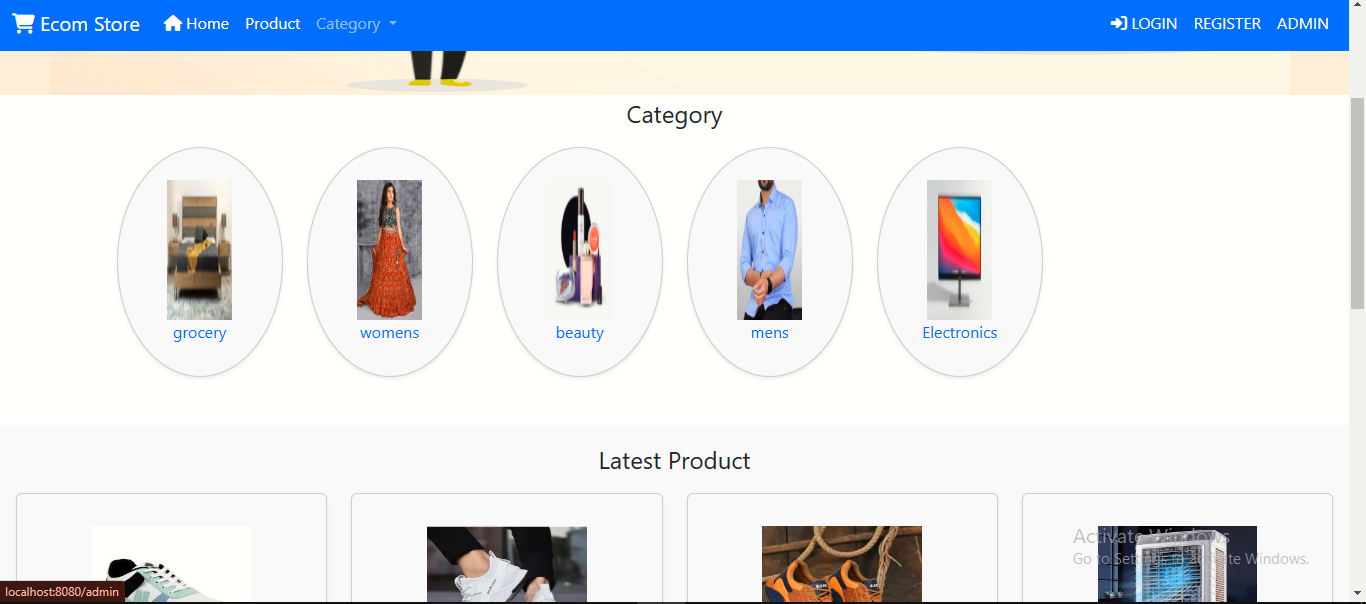 Ecom Store Home Product Category LOGIN REGISTER ADMIN
Category
grocery womens beauty mens Electronics
Latest Product
Activate Windows
Go to Settings to activate Windows.
localhost:8080/admin